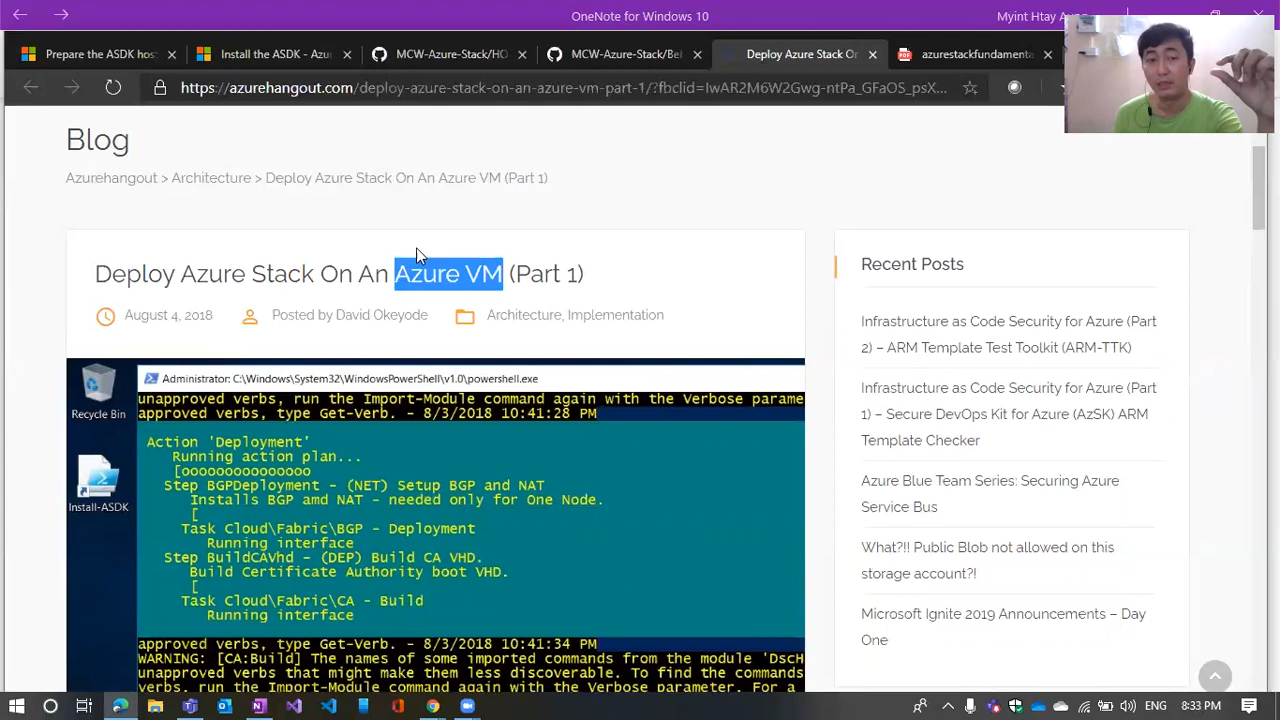 OneNote for Windows 10
Myint Htay Aung
Prepare the ASDK hos
Install the ASDK - Azu
MCW-Azure-Stack/HO
MCW-Azure-Stack/Be
Deploy Azure Stack On
azurestackfundamenta
https://azurehangout.com/deploy-azure-stack-on-an-azure-vm-part-1/?fbclid=IwAR2M6W2Gwg-ntPa_GFaOS_psX...
Blog
Azurehangout > Architecture > Deploy Azure Stack On An Azure VM (Part 1)
Deploy Azure Stack On An Azure VM (Part 1)
August 4, 2018
Posted by David Okeyode
Architecture, Implementation
Recycle Bin
Install-ASDK
Administrator: C:\Windows\System32\WindowsPowerShell\v1.0\powershell.exe
unapproved verbs, run the Import-Module command again with the Verbose parame
approved verbs, type Get-Verb. - 8/3/2018 10:41:28 PM
Action 'Deployment'
Running action plan...
[ooooooooooooooo
Step BGPDeployment - (NET) Setup BGP and NAT
Installs BGP amd NAT - needed only for One Node.
[
Task Cloud\Fabric\BGP - Deployment
Running interface
Step BuildCAVhd - (DEP) Build CA VHD.
Build Certificate Authority boot VHD.
[
Task Cloud\Fabric\CA - Build
Running interface
approved verbs, type Get-Verb. - 8/3/2018 10:41:34 PM
WARNING: [CA:Build] The names of some imported commands from the module 'DscH
unapproved verbs that might make them less discoverable. To find the commands
verbs, run the Import-Module command again with the Verbose parameter. For a
Recent Posts
Infrastructure as Code Security for Azure (Part
2) – ARM Template Test Toolkit (ARM-TTK)
Infrastructure as Code Security for Azure (Part
1) – Secure DevOps Kit for Azure (AzSK) ARM
Template Checker
Azure Blue Team Series: Securing Azure
Service Bus
What?!! Public Blob not allowed on this
storage account?!
Microsoft Ignite 2019 Announcements – Day
One
8:33 PM